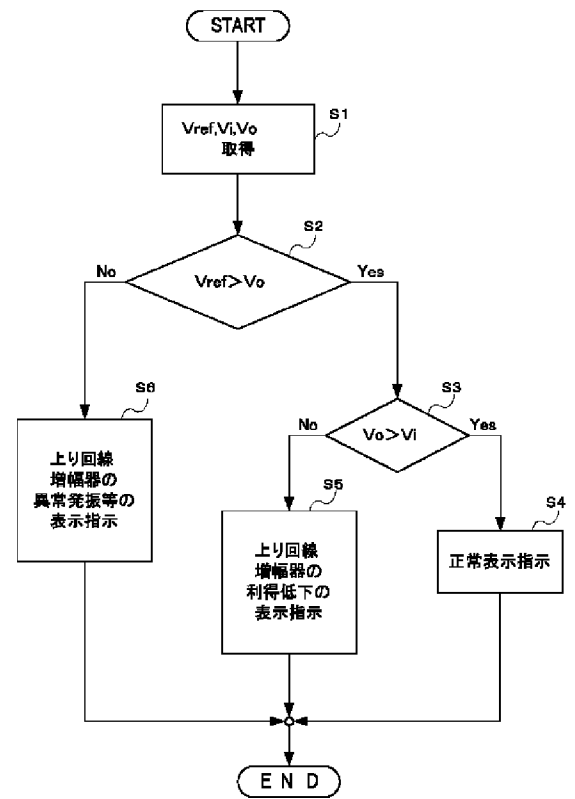 START
S1
Vref,Vi,Vo
取得
S2
No
Vref>Vo
Yes
S6
上り回線
増幅器の
異常発振等の
表示指示
S3
No
Vo>Vi
Yes
S5
上り回線
増幅器の
利得低下の
表示指示
S4
正常表示指示
END